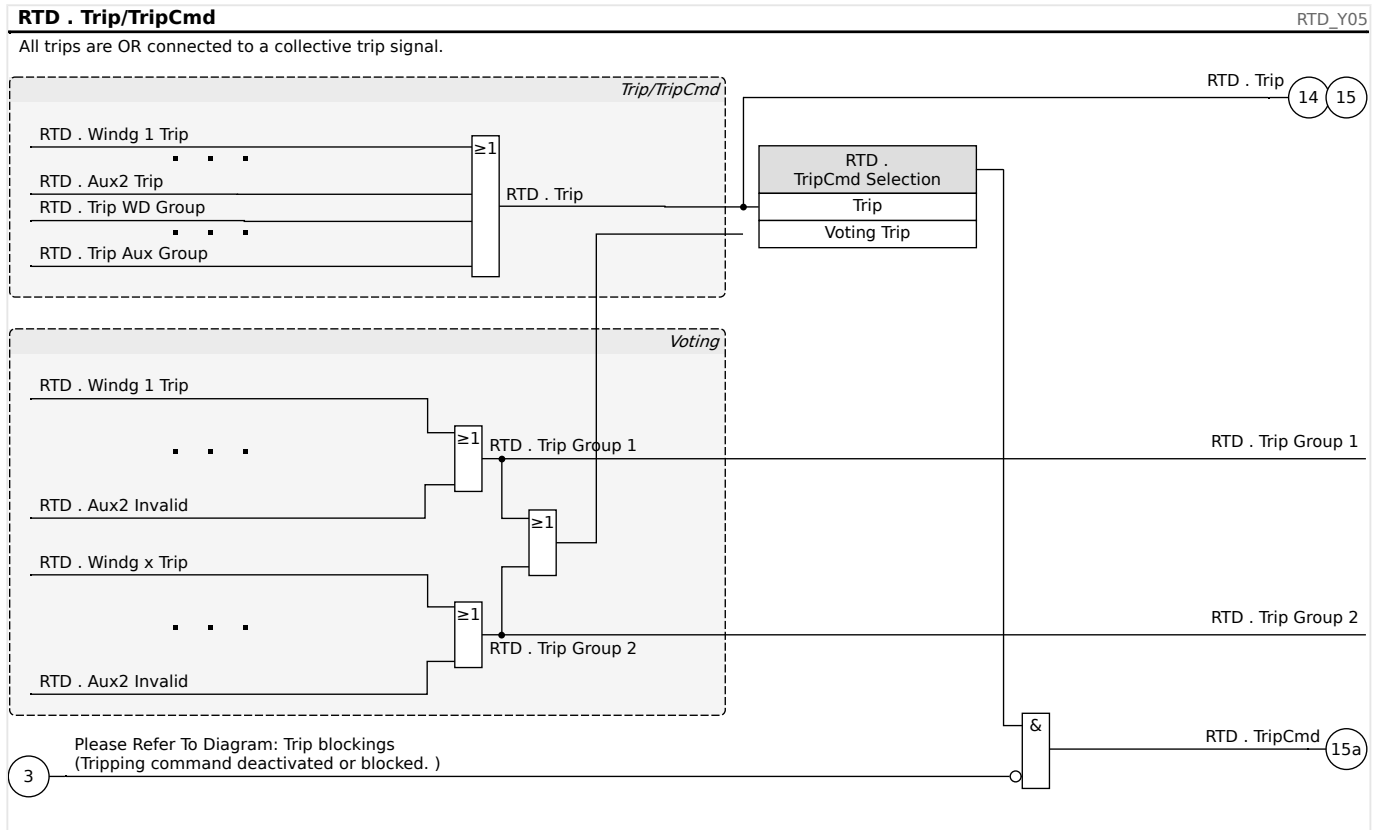 RTD . Trip/TripCmd
RTD_Y05
All trips are OR connected to a collective trip signal.
Trip/TripCmd
RTD . Trip
14
15
RTD . Windg 1 Trip
≥1
RTD . Aux2 Trip
RTD . Trip WD Group
RTD . Trip Aux Group
RTD . Trip
RTD .
TripCmd Selection
Trip
Voting Trip
Voting
RTD . Windg 1 Trip
≥1
RTD . Trip Group 1
RTD . Trip Group 1
RTD . Aux2 Invalid
≥1
RTD . Windg x Trip
≥1
RTD . Trip Group 2
RTD . Trip Group 2
RTD . Aux2 Invalid
&
RTD . TripCmd
15a
Please Refer To Diagram: Trip blockings
(Tripping command deactivated or blocked. )
3